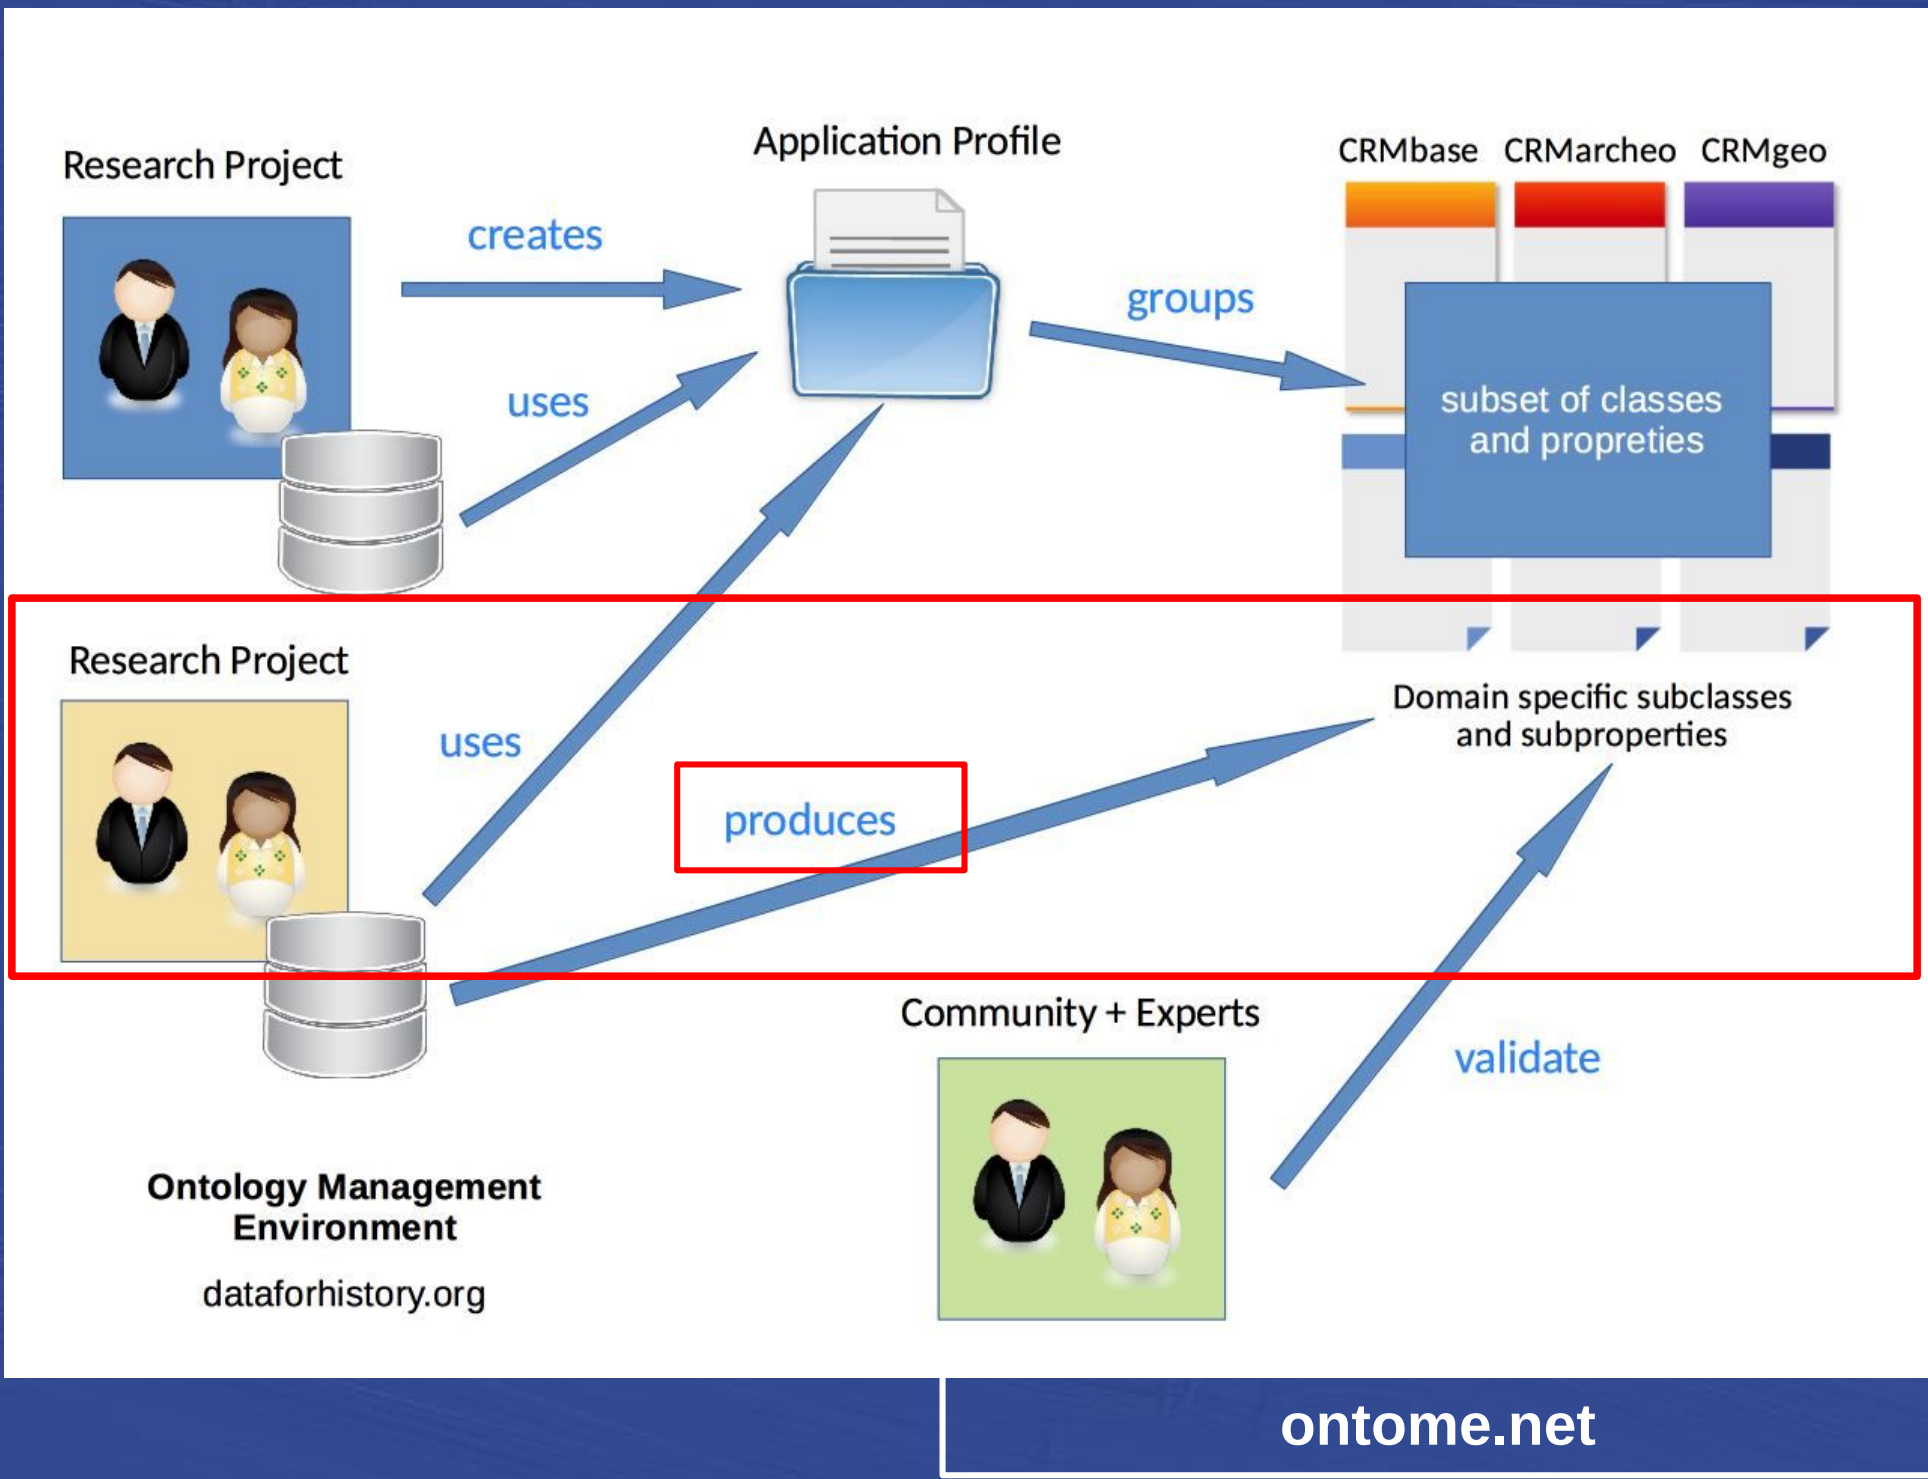 Research Project
Application Profile
CRMbase CRMarcheo CRMgeo
creates
groups
uses
subset of classes
and propreties
Research Project
uses
Domain specific subclasses
and subproperties
produces
Community + Experts
validate
Ontology Management
Environment
dataforhistory.org
ontome.net